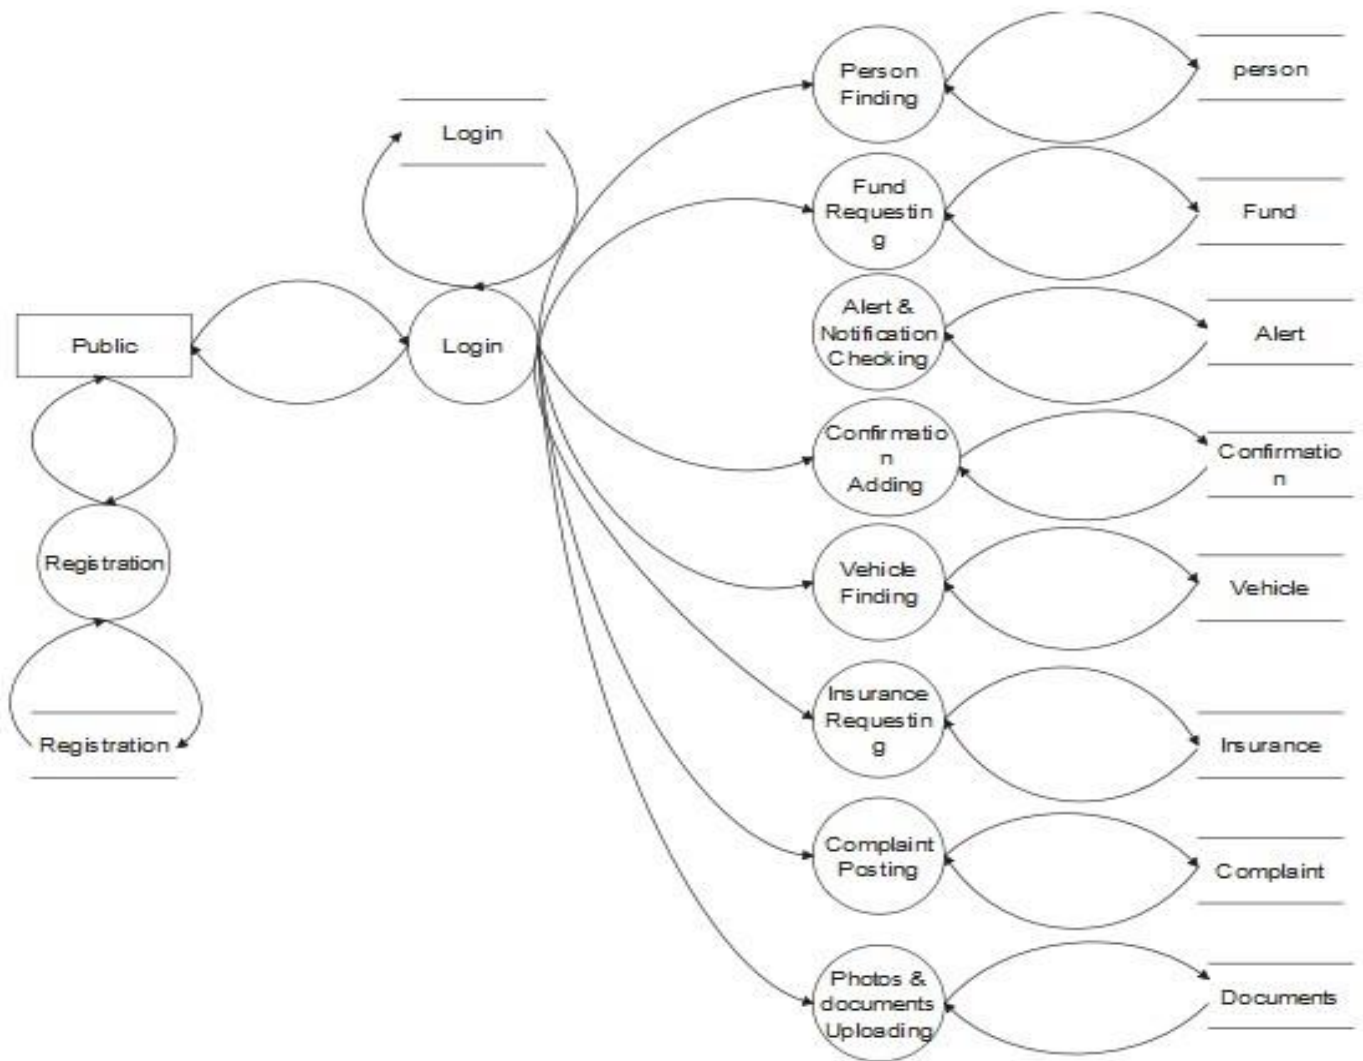 Person
Finding
person
Login
Fund
Requestin
g
Fund
Public
Login
Alert &
Notification
Checking
Alert
Confirmatio
n
Adding
Confirmatio
n
Registration
Vehicle
Finding
Vehicle
Registration
Insurance
Requestin
g
Insurance
Complaint
Posting
Complaint
Photos &
documents
Uploading
Documents